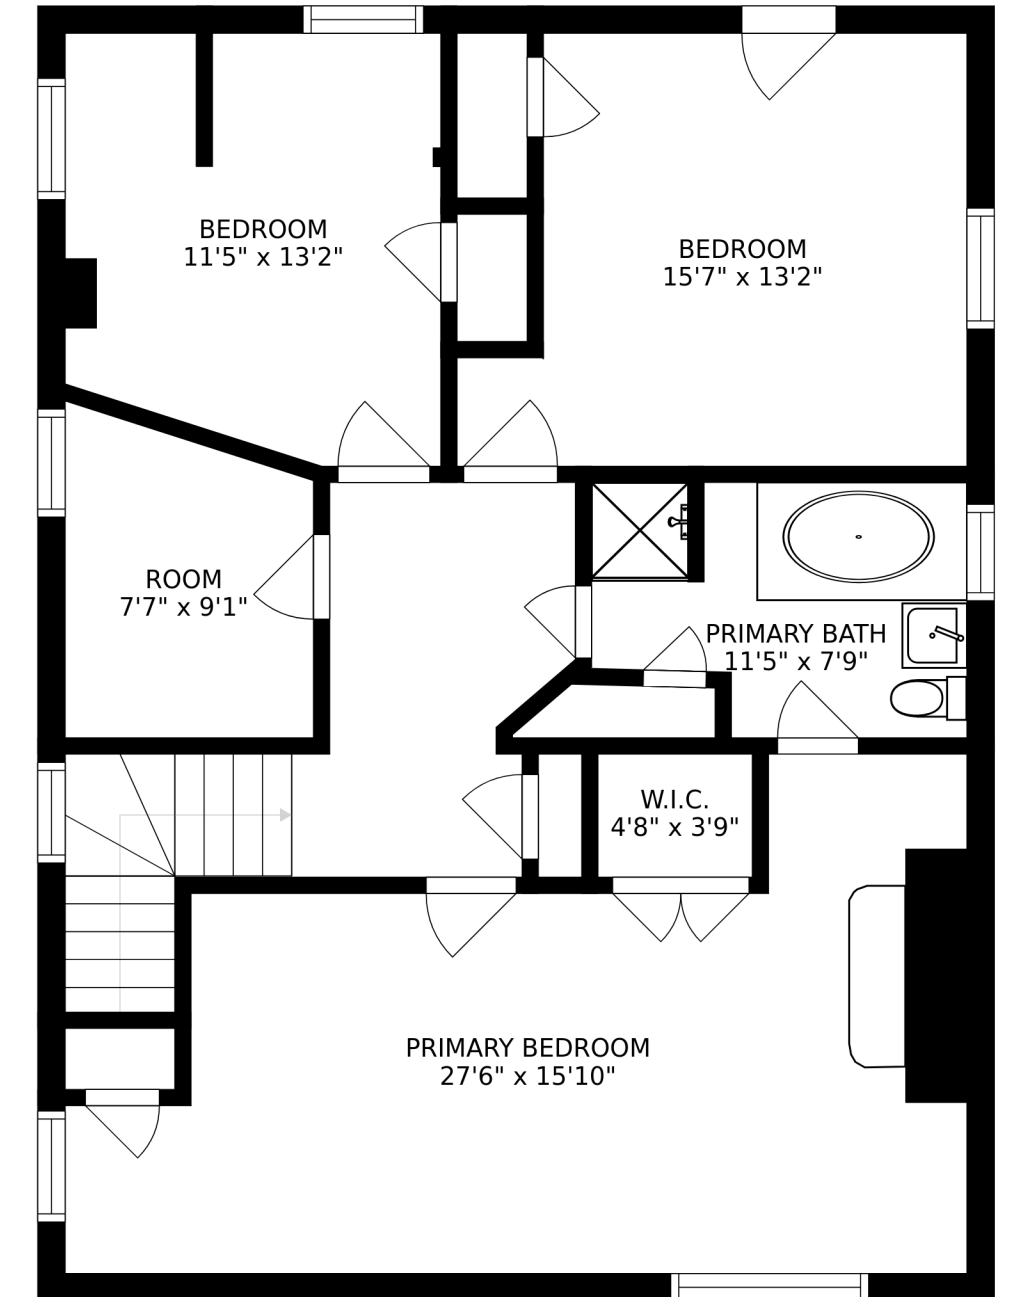 BEDROOM
11'5" x 13'2"
BEDROOM
15'7" x 13'2"
ROOM
7'7" x 9'1"
PRIMARY BATH
11'5" x 7'9"
W.I.C.
4'8" x 3'9"
PRIMARY BEDROOM
27'6" x 15'10"